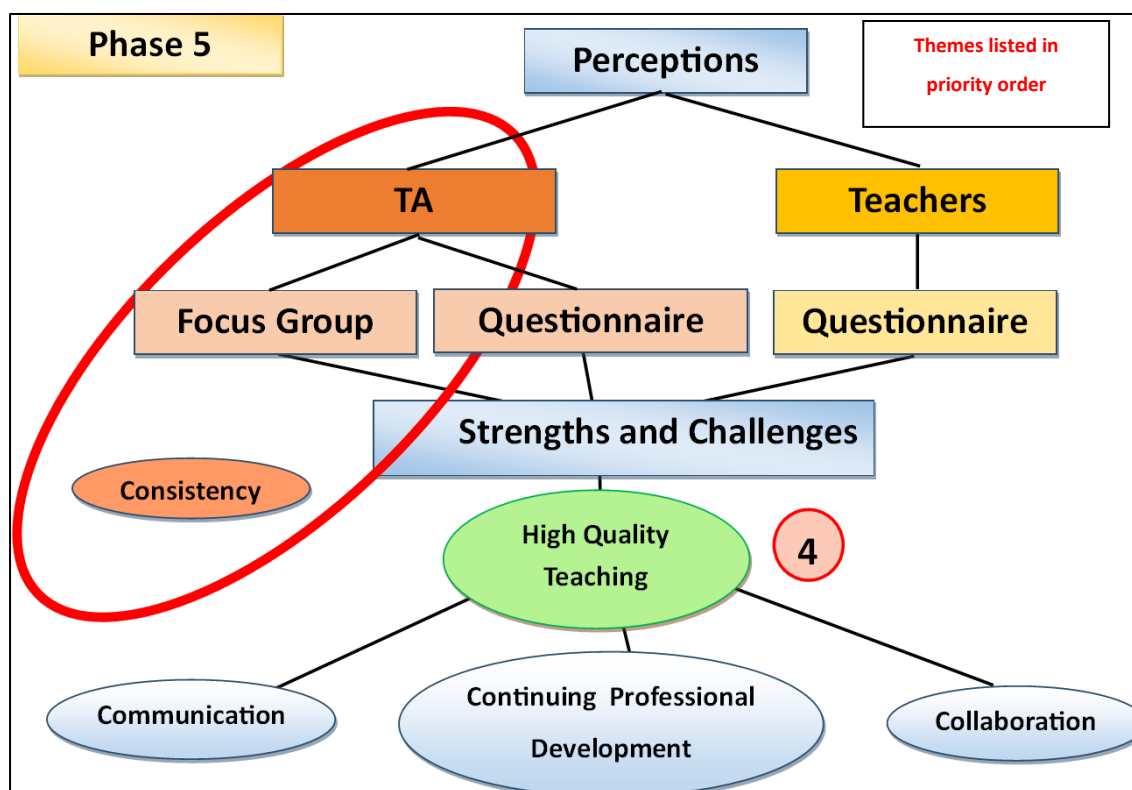 Phase 5
Perceptions
Themes listed in
priority order
TA
Teachers
Focus Group
Questionnaire
Questionnaire
Strengths and Challenges
Consistency
High Quality
Teaching
4
Communication
Continuing Professional
Development
Collaboration